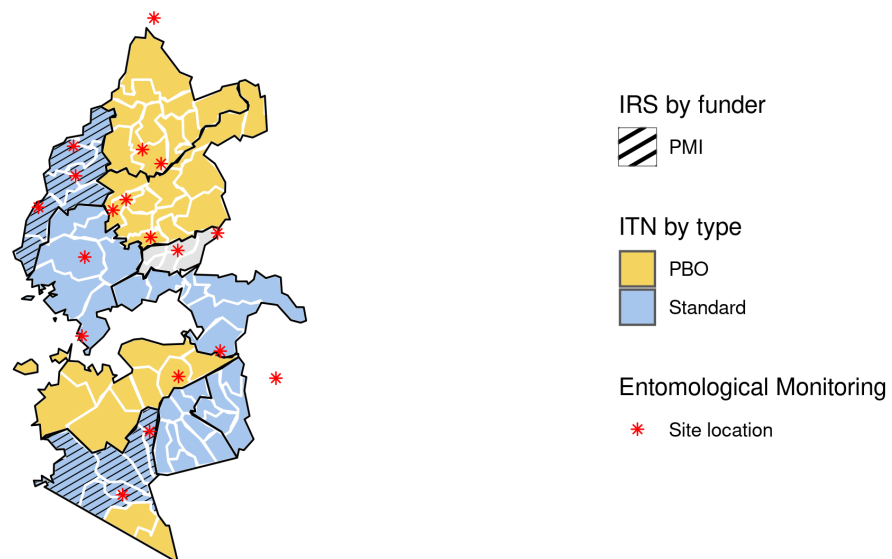 IRS by funder
PMI
ITN by type
PBO
Standard
Entomological Monitoring
Site location